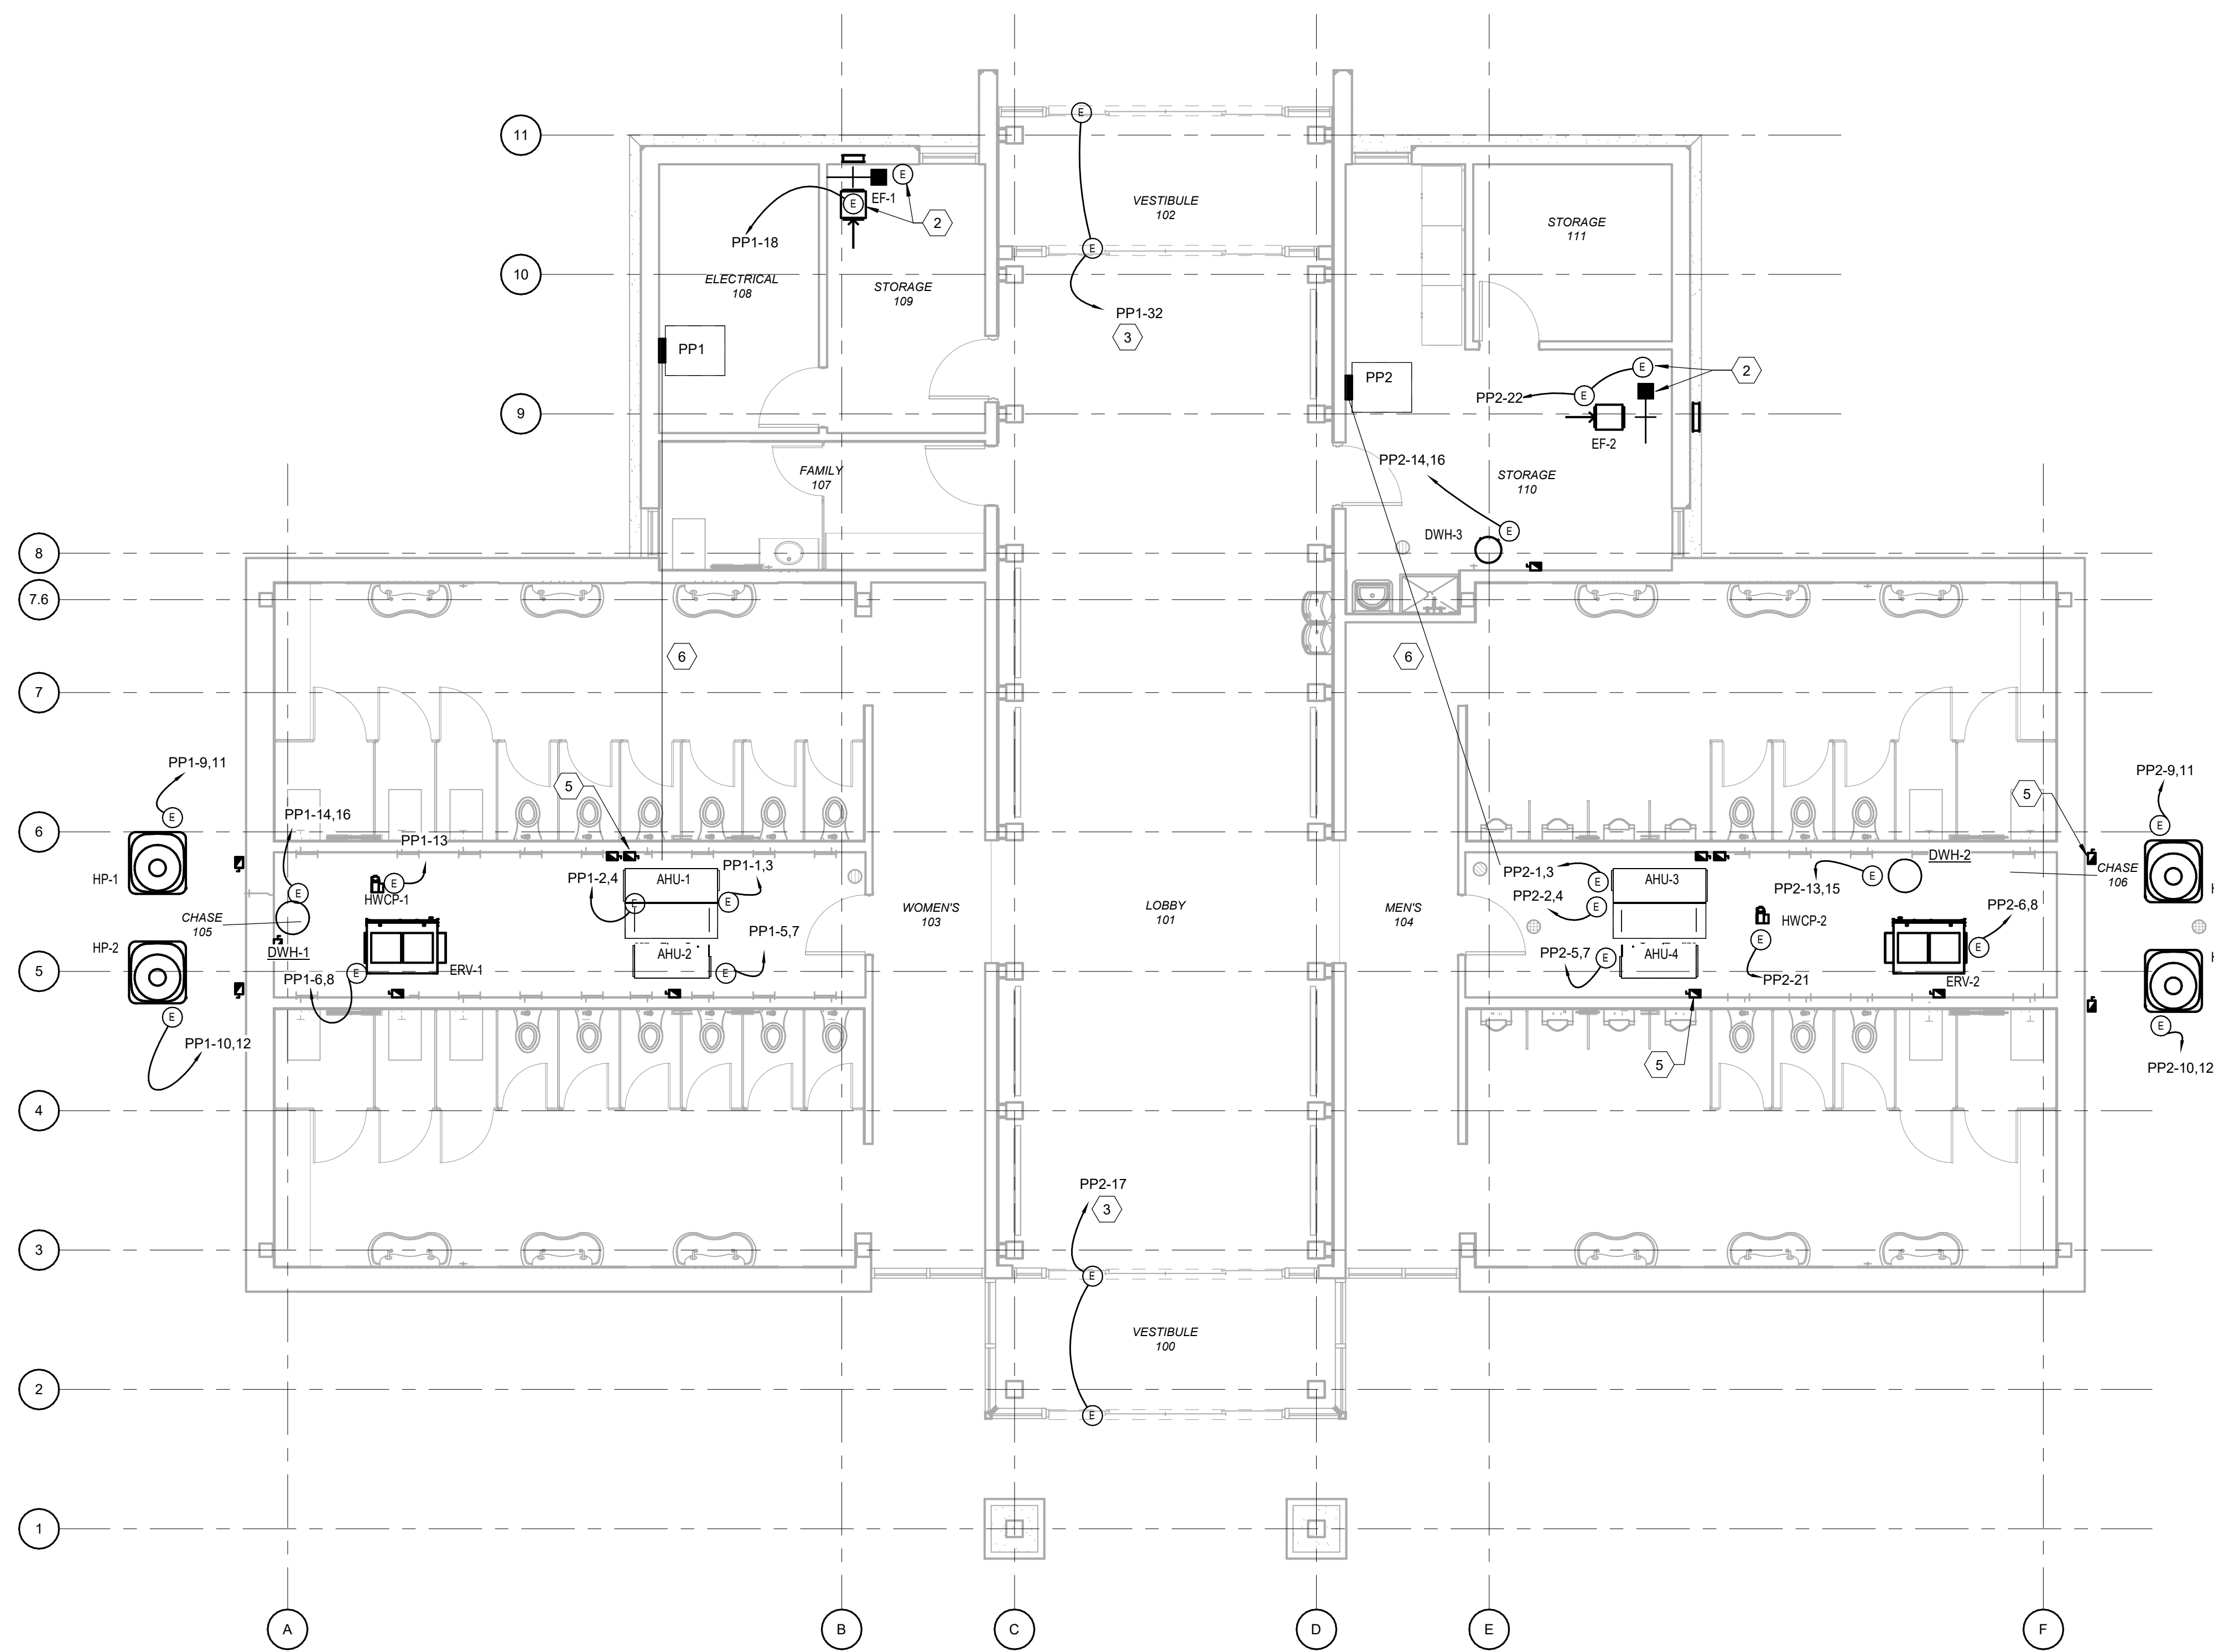 11
E
E
E
EF-1
2
VESTIBULE
102
STORAGE
111
PP1-18
E
10
ELECTRICAL
108
STORAGE
109
PP1-32
3
PP1
E
2
PP2
E
PP2-22
9
EF-2
FAMILY
107
PP2-14,16
STORAGE
110
E
DWH-3
8
7.6
6
6
7
PP1-9,11
5
PP2-9,11
5
E
PP1-14,16
E
6
PP1-13
PP1-1,3
DWH-2
CHASE
106
HP-1
PP1-2,4
AHU-1
PP2-1,3
E
AHU-3
PP2-13,15
E
H
E
E
HWCP-1
E
E
PP2-2,4
E
CHASE
105
WOMEN'S
103
LOBBY
101
MEN'S
104
HWCP-2
PP2-6,8
PP1-5,7
HP-2
DWH-1
AHU-2
PP2-5,7
E
AHU-4
E
E
H
5
PP1-6,8
E
ERV-1
E
PP2-21
ERV-2
E
PP1-10,12
E
PP2-10,12
5
4
PP2-17
3
3
E
VESTIBULE
100
2
E
1
A
B
C
D
E
F